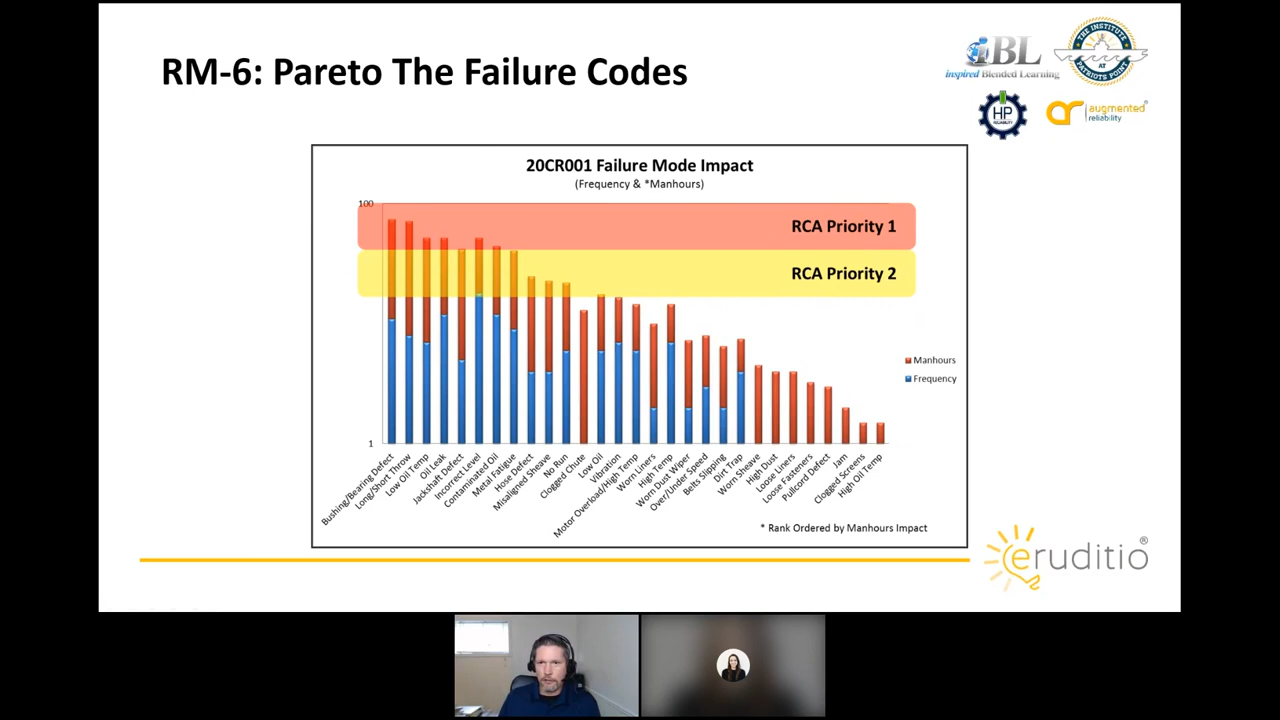 RM-6: Pareto The Failure Codes
iBL
inspired Blended Learning
THE INSTITUTE
AT
PATRIOTS POINT
HP
RELIABILITY
ar augmented®
reliability
20CR001 Failure Mode Impact
(Frequency & *Manhours)
100
RCA Priority 1
RCA Priority 2
Manhours
Frequency
1
Bushing/Bearing Defect
Long/Short Throw
Low Oil Temp
Oil Leak
Jackshaft Defect
Incorrect Level
Contaminated Oil
Metal Fatigue
Hose Defect
Misaligned Sheave
No Run
Clogged Chute
Low Oil
Vibration
Motor Overload/High Temp
Worn Liners
High Temp
Worn Dust Wiper
Over/Under Speed
Belts Slipping
Dirt Trap
Worn Sheave
High Dust
Loose Liners
Loose Fasteners
Pullcord Defect
Jam
Clogged Screens
High Oil Temp
* Rank Ordered by Manhours Impact
eruditio®